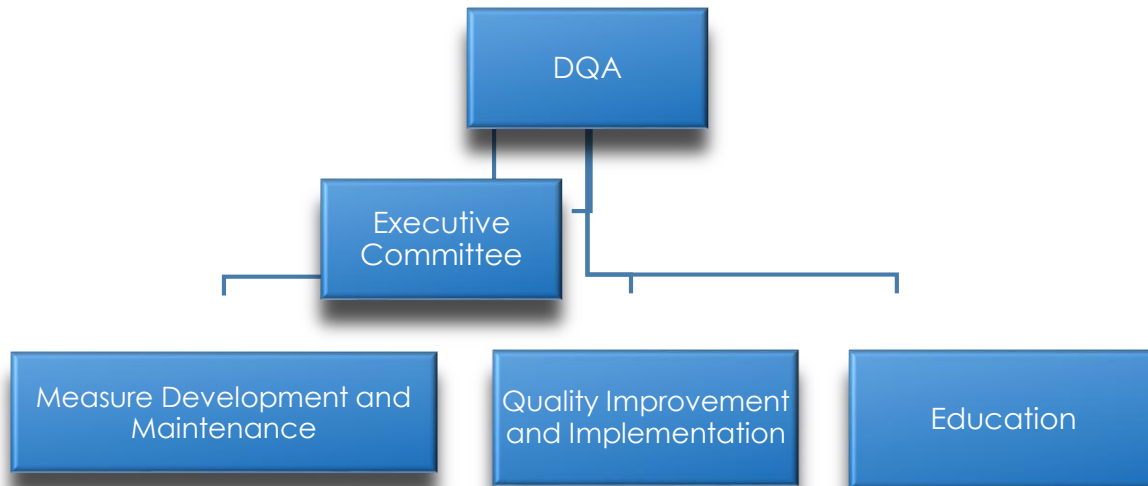 DQA
Executive
Committee
Measure Development and
Maintenance
Quality Improvement
and Implementation
Education